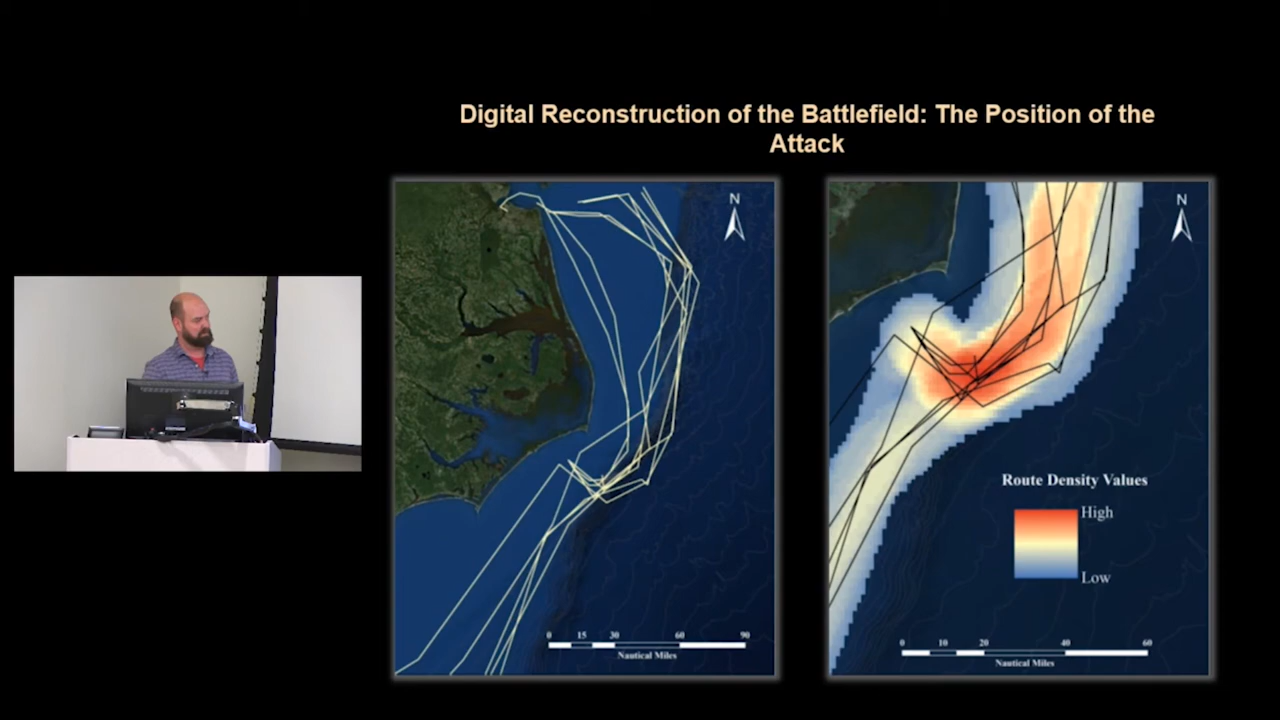 Digital Reconstruction of the Battlefield: The Position of the
Attack
N
0 15 30 60 90
Nautical Miles
N
Route Density Values
High
Low
0 10 20 40 60
Nautical Miles